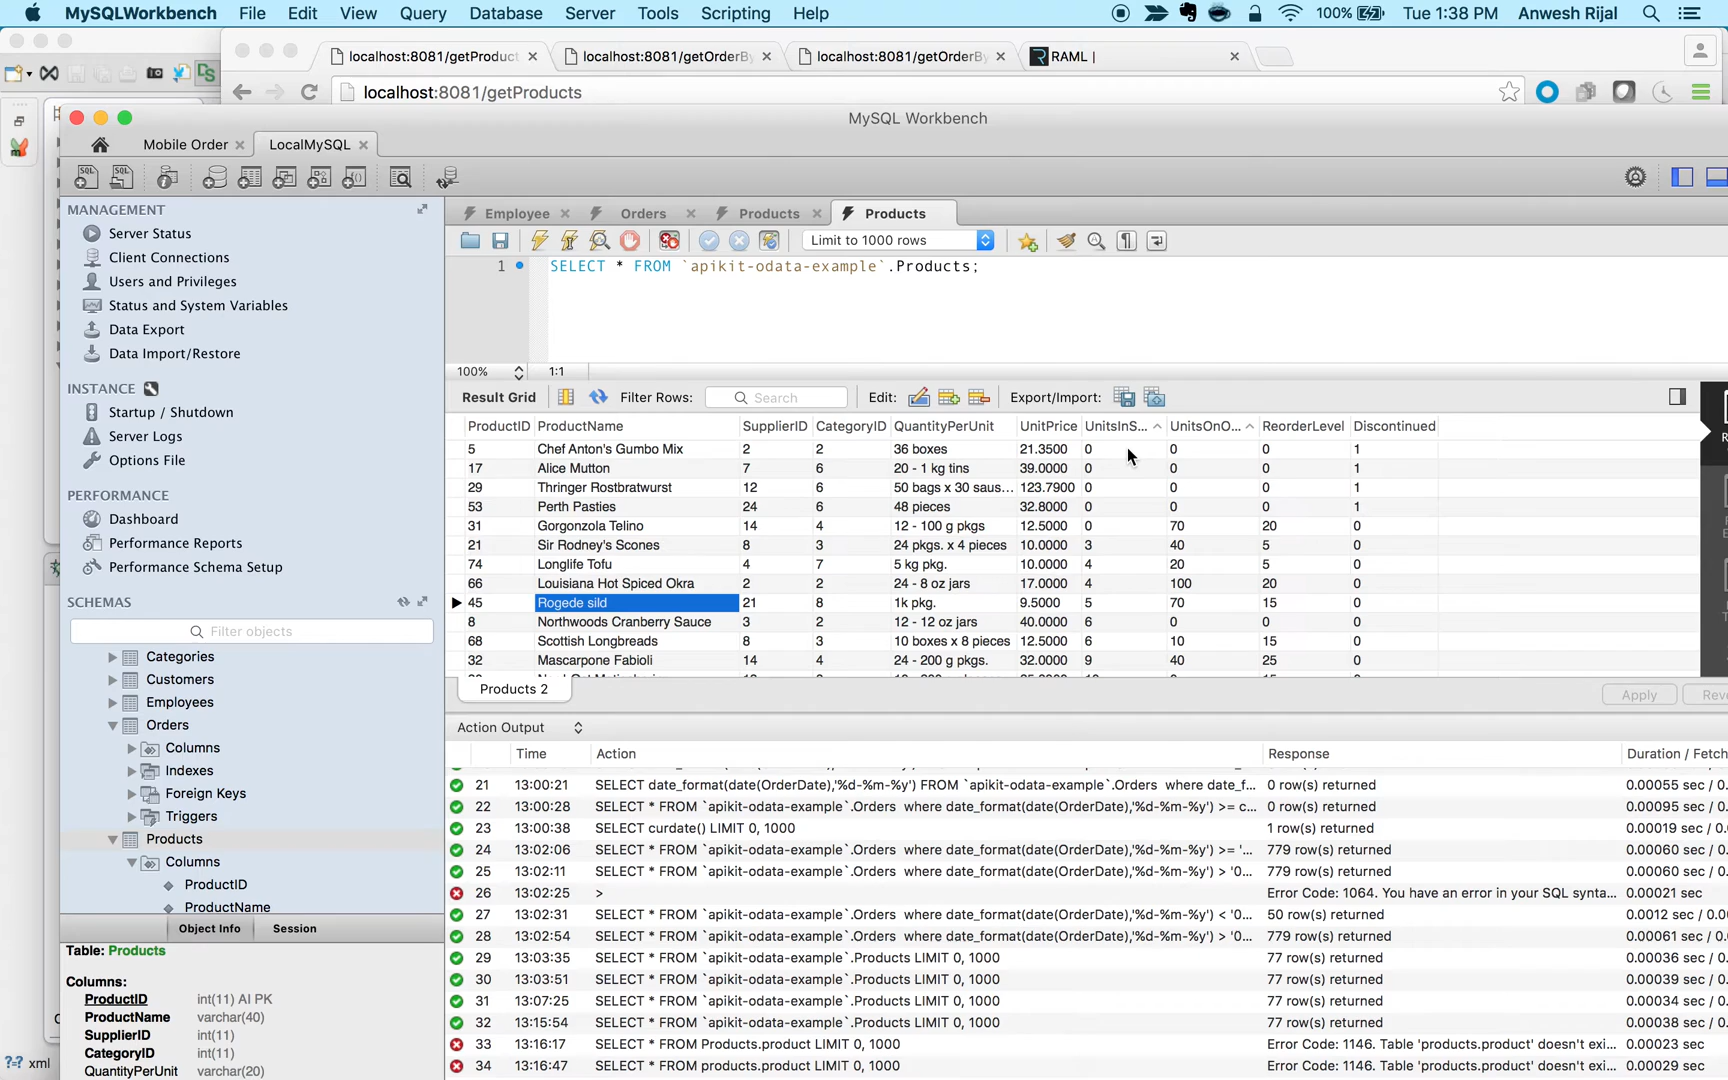 MySQLWorkbench File Edit View Query Database Server Tools Scripting Help 100% Tue 1:38 PM Anwesh Rijal
localhost:8081/getProduct localhost:8081/getOrderBy localhost:8081/getOrderBy RAML |
localhost:8081/getProducts
MySQL Workbench
Mobile Order LocalMySQL
MANAGEMENT
Server Status
Client Connections
Users and Privileges
Status and System Variables
Data Export
Data Import/Restore
INSTANCE
Startup / Shutdown
Server Logs
Options File
PERFORMANCE
Dashboard
Performance Reports
Performance Schema Setup
SCHEMAS
Filter objects
Categories
Customers
Employees
Orders
Columns
Indexes
Foreign Keys
Triggers
Products
Columns
ProductID
ProductName
Object Info Session
Table: Products
Columns:
ProductID int(11) AI PK
ProductName varchar(40)
SupplierID int(11)
CategoryID int(11)
QuantityPerUnit varchar(20)
xml
Employee Orders Products Products
Limit to 1000 rows
1 SELECT * FROM `apikit-odata-example`.Products;
100% 1:1
Result Grid Filter Rows: Search Edit: Export/Import:
ProductID ProductName SupplierID CategoryID QuantityPerUnit UnitPrice UnitsInS... UnitsOnO... ReorderLevel Discontinued
5 Chef Anton's Gumbo Mix 2 2 36 boxes 21.3500 0 0 0 1
17 Alice Mutton 7 6 20 - 1 kg tins 39.0000 0 0 0 1
29 Thringer Rostbratwurst 12 6 50 bags x 30 saus... 123.7900 0 0 0 1
53 Perth Pasties 24 6 48 pieces 32.8000 0 0 0 1
31 Gorgonzola Telino 14 4 12 - 100 g pkgs 12.5000 0 70 20 0
21 Sir Rodney's Scones 8 3 24 pkgs. x 4 pieces 10.0000 3 40 5 0
74 Longlife Tofu 4 7 5 kg pkg. 10.0000 4 20 5 0
66 Louisiana Hot Spiced Okra 2 2 24 - 8 oz jars 17.0000 4 100 20 0
45 Rogede sild 21 8 1k pkg. 9.5000 5 70 15 0
8 Northwoods Cranberry Sauce 3 2 12 - 12 oz jars 40.0000 6 0 0 0
68 Scottish Longbreads 8 3 10 boxes x 8 pieces 12.5000 6 10 15 0
32 Mascarpone Fabioli 14 4 24 - 200 g pkgs. 32.0000 9 40 25 0
Products 2 Apply
Action Output
Time Action Response Duration / Fetch
21 13:00:21 SELECT date_format(date(OrderDate),'%d-%m-%y') FROM `apikit-odata-example`.Orders where date_f... 0 row(s) returned 0.00055 sec / 0.
22 13:00:28 SELECT * FROM `apikit-odata-example`.Orders where date_format(date(OrderDate),'%d-%m-%y') >= c... 0 row(s) returned 0.00095 sec / 0.
23 13:00:38 SELECT curdate() LIMIT 0, 1000 1 row(s) returned 0.00019 sec / 0.
24 13:02:06 SELECT * FROM `apikit-odata-example`.Orders where date_format(date(OrderDate),'%d-%m-%y') >= '... 779 row(s) returned 0.00060 sec / 0.
25 13:02:11 SELECT * FROM `apikit-odata-example`.Orders where date_format(date(OrderDate),'%d-%m-%y') > '0... 779 row(s) returned 0.00060 sec / 0.
26 13:02:25 > Error Code: 1064. You have an error in your SQL synta... 0.00021 sec
27 13:02:31 SELECT * FROM `apikit-odata-example`.Orders where date_format(date(OrderDate),'%d-%m-%y') < '0... 50 row(s) returned 0.0012 sec / 0.0
28 13:02:54 SELECT * FROM `apikit-odata-example`.Orders where date_format(date(OrderDate),'%d-%m-%y') > '0... 779 row(s) returned 0.00061 sec / 0.
29 13:03:35 SELECT * FROM `apikit-odata-example`.Products LIMIT 0, 1000 77 row(s) returned 0.00036 sec / 0.
30 13:03:51 SELECT * FROM `apikit-odata-example`.Products LIMIT 0, 1000 77 row(s) returned 0.00039 sec / 0.
31 13:07:25 SELECT * FROM `apikit-odata-example`.Products LIMIT 0, 1000 77 row(s) returned 0.00034 sec / 0.
32 13:15:54 SELECT * FROM `apikit-odata-example`.Products LIMIT 0, 1000 77 row(s) returned 0.00038 sec / 0.
33 13:16:17 SELECT * FROM Products.product LIMIT 0, 1000 Error Code: 1146. Table 'products.product' doesn't exi... 0.00023 sec
34 13:16:47 SELECT * FROM products.product LIMIT 0, 1000 Error Code: 1146. Table 'products.product' doesn't exi... 0.00029 sec